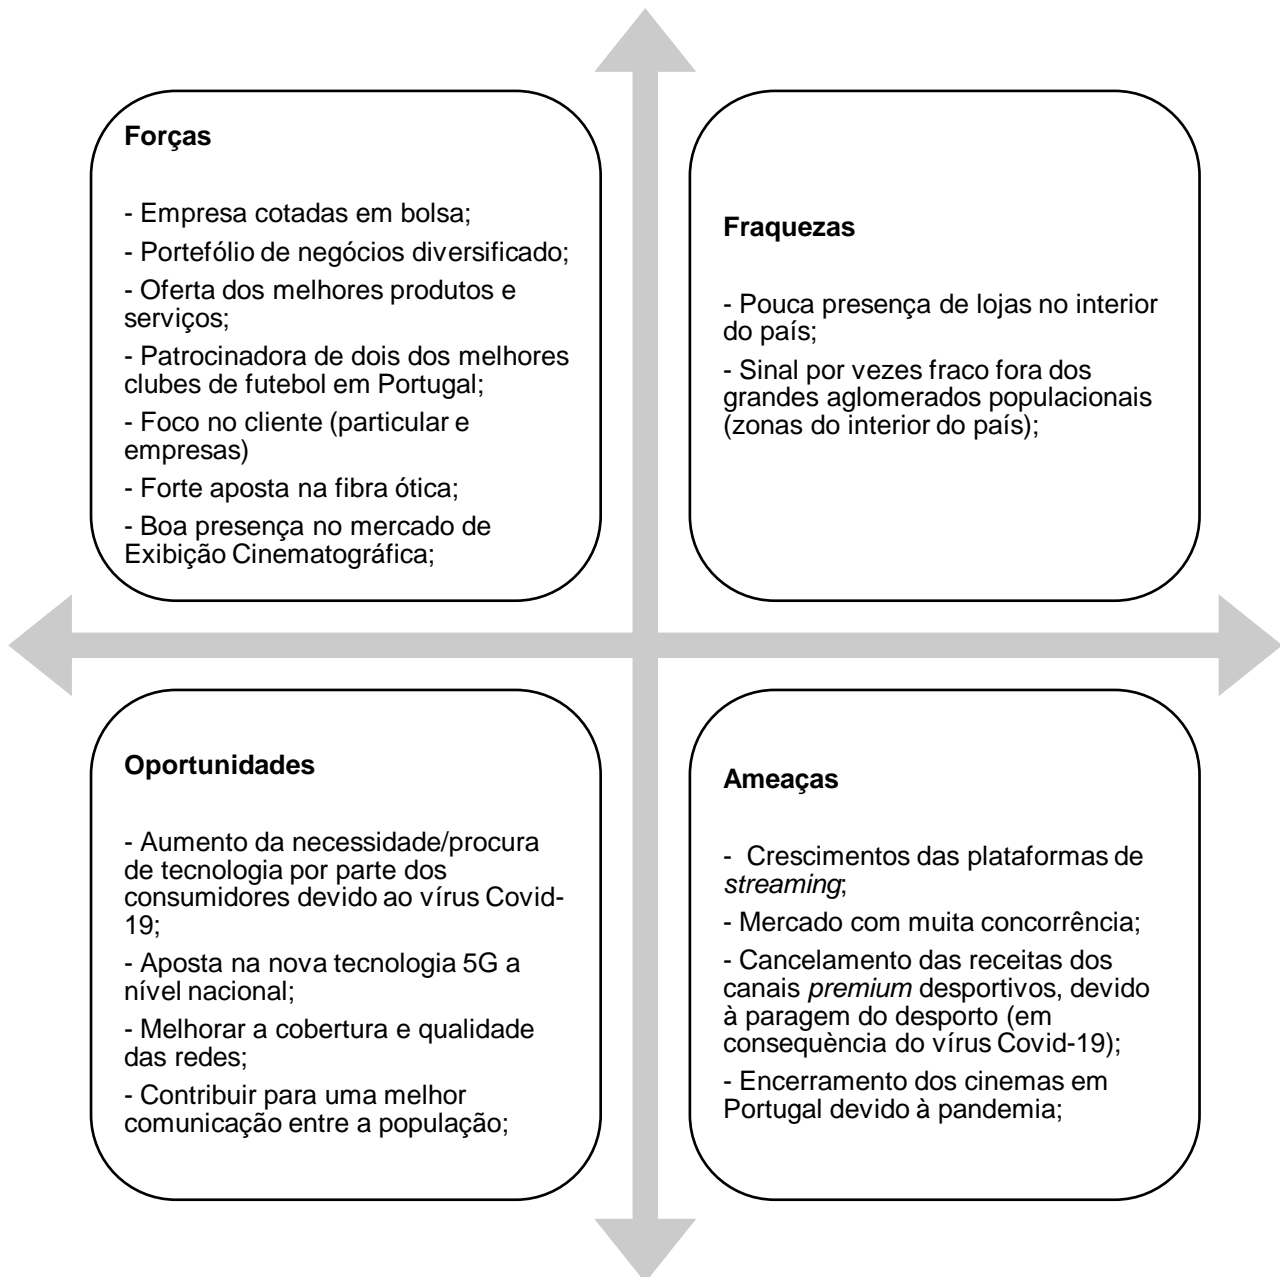 Forças
- Empresa cotadas em bolsa;
- Portefólio de negócios diversificado;
- Oferta dos melhores produtos e
serviços;
- Patrocinadora de dois dos melhores
clubes de futebol em Portugal;
- Foco no cliente (particular e
empresas)
- Forte aposta na fibra ótica;
- Boa presença no mercado de
Exibição Cinematográfica;
Fraquezas
- Pouca presença de lojas no interior
do país;
- Sinal por vezes fraco fora dos
grandes aglomerados populacionais
(zonas do interior do país);
Oportunidades
- Aumento da necessidade/procura
de tecnologia por parte dos
consumidores devido ao vírus Covid-
19;
- Aposta na nova tecnologia 5G a
nível nacional;
- Melhorar a cobertura e qualidade
das redes;
- Contribuir para uma melhor
comunicação entre a população;
Ameaças
- Crescimentos das plataformas de
streaming;
- Mercado com muita concorrência;
- Cancelamento das receitas dos
canais premium desportivos, devido
à paragem do desporto (em
consequència do vírus Covid-19);
- Encerramento dos cinemas em
Portugal devido à pandemia;